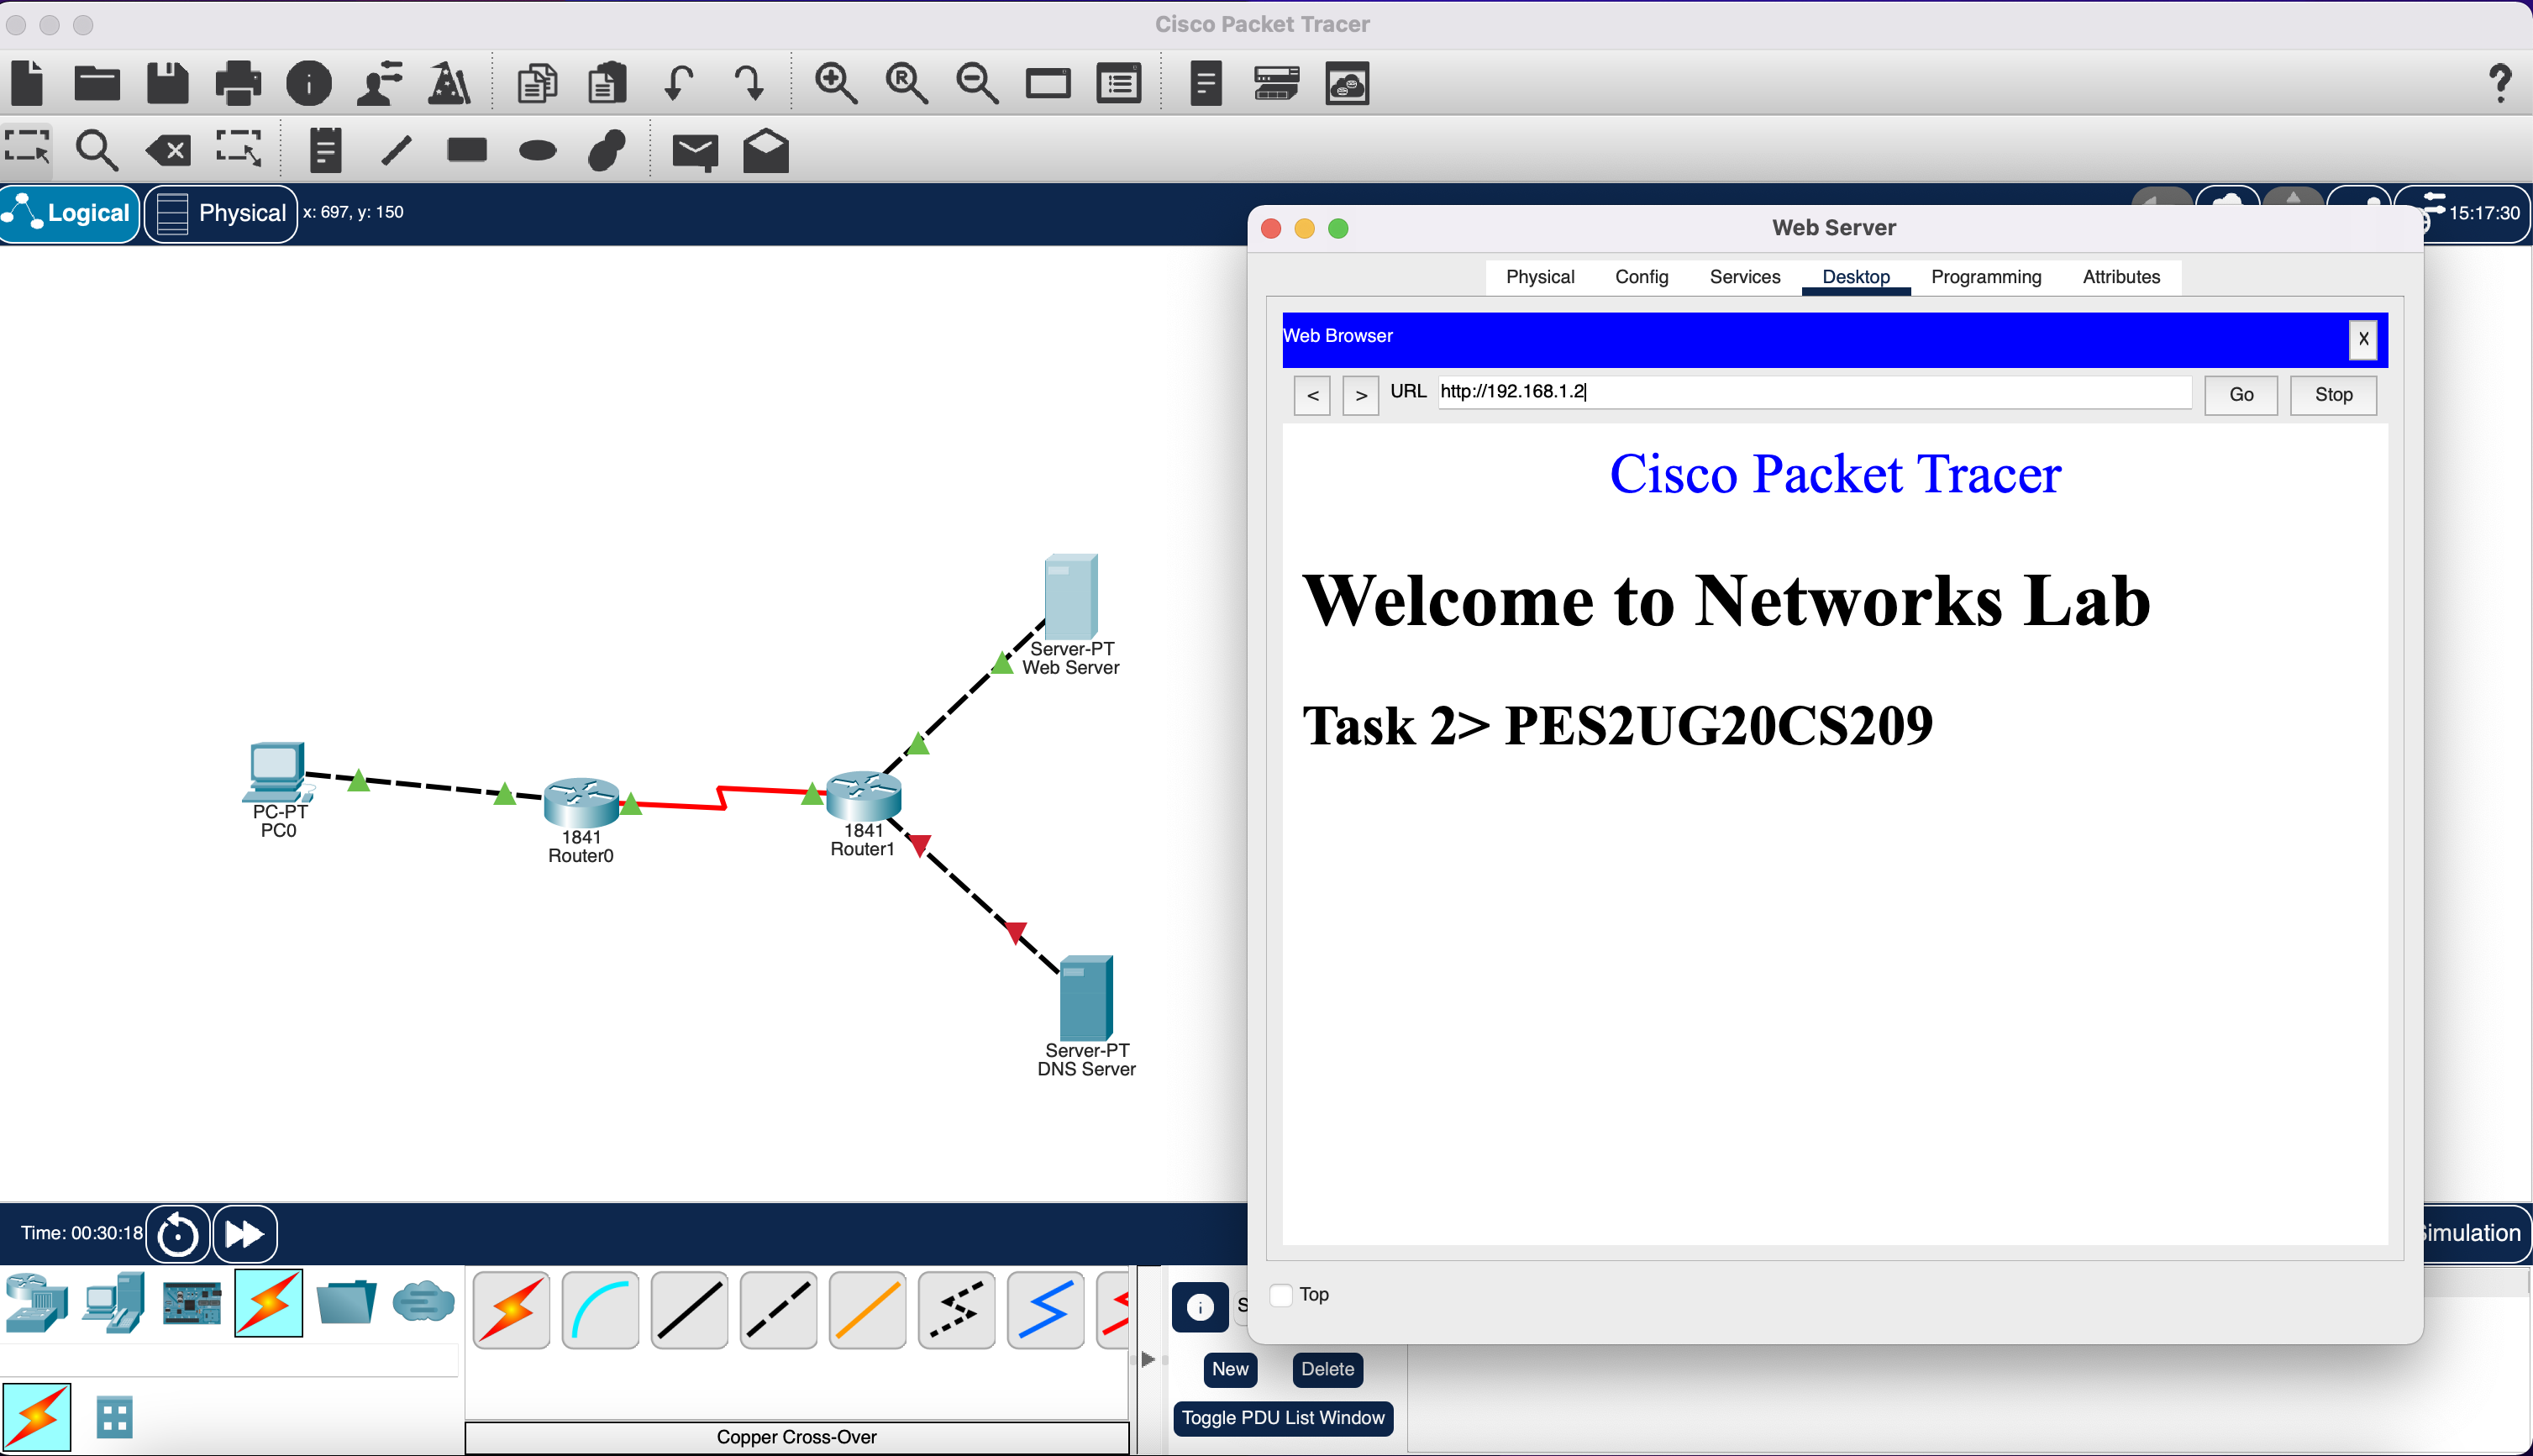 Cisco Packet Tracer
Logical
Physical
x: 697, y: 150
15:17:30
Web Server
Physical Config Services Desktop Programming Attributes
Web Browser
X
< > URL http://192.168.1.2 Go Stop
Cisco Packet Tracer
Welcome to Networks Lab
Task 2> PES2UG20CS209
Server-PT
Web Server
PC-PT
PC0
1841
Router0
1841
Router1
Server-PT
DNS Server
Time: 00:30:18
Simulation
Top
New Delete
Toggle PDU List Window
Copper Cross-Over